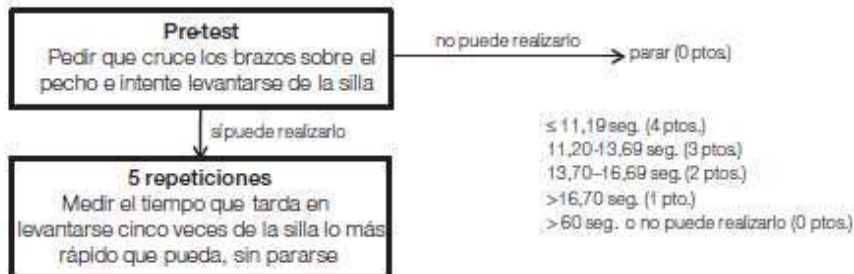 Pre-test
Pedir que cruce los brazos sobre el
pecho e intente levantarse de la silla
no puede realizarlo
parar (0 ptos.)
sí puede realizarlo
5 repeticiones
Medir el tiempo que tarda en
levantarse cinco veces de la silla lo más
rápido que pueda, sin pararse
≤ 11,19 seg. (4 ptos.)
11,20-13,69 seg. (3 ptos.)
13,70–16,69 seg. (2 ptos.)
>16,70 seg. (1 pto.)
>60 seg. o no puede realizarlo (0 ptos.)